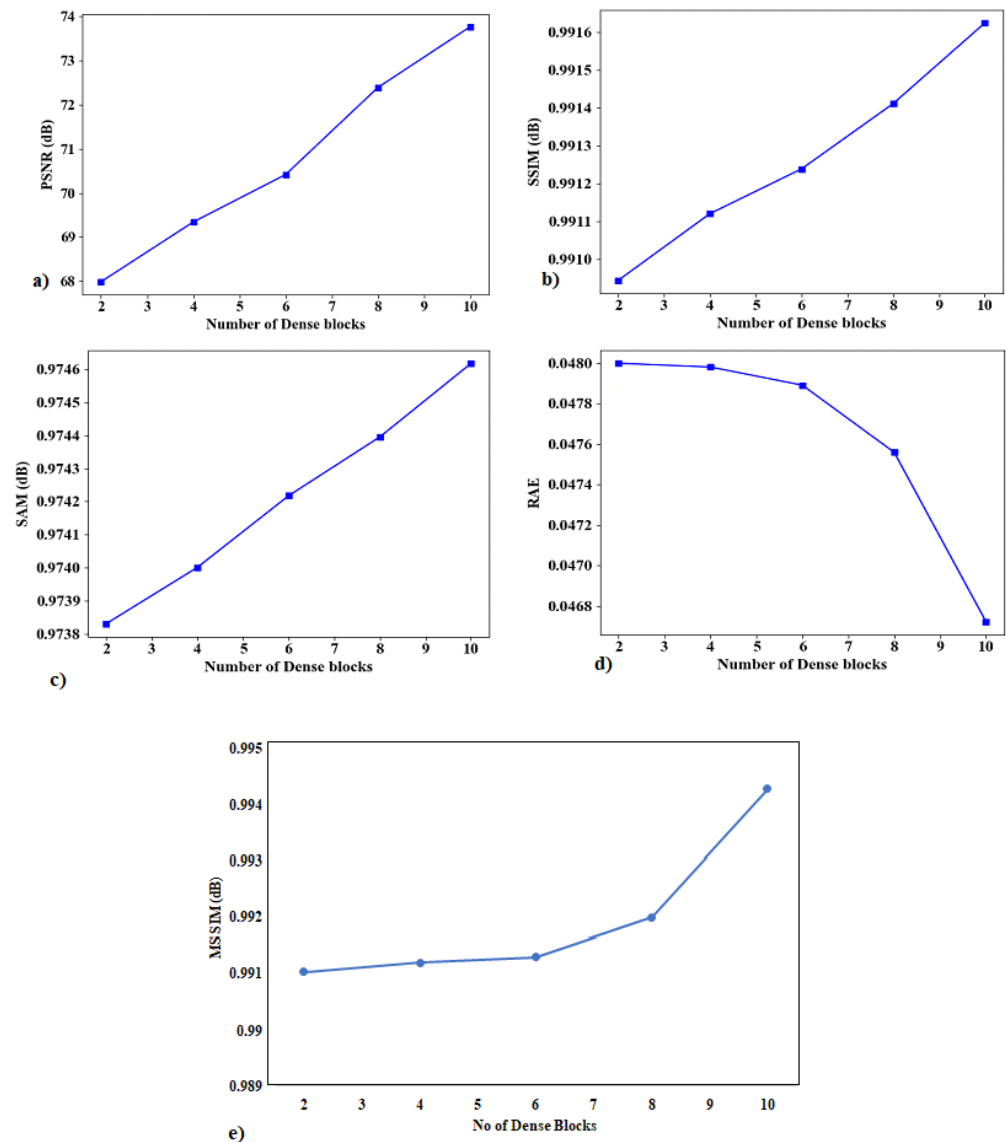 74
73
72
71
70
69
68
PSNR (dB)
a)
2 3 4 5 6 7 8 9 10
Number of Dense blocks
0.9916
0.9915
0.9914
0.9913
0.9912
0.9911
0.9910
SSIM (dB)
b)
2 3 4 5 6 7 8 9 10
Number of Dense blocks
0.9746
0.9745
0.9744
0.9743
0.9742
0.9741
0.9740
0.9739
0.9738
SAM (dB)
2 3 4 5 6 7 8 9 10
Number of Dense blocks
c)
0.0480
0.0478
0.0476
0.0474
0.0472
0.0470
0.0468
RAE
2 3 4 5 6 7 8 9 10
Number of Dense blocks
d)
0.995
0.994
0.993
0.992
0.991
0.99
0.989
MSSIM (dB)
2 3 4 5 6 7 8 9 10
No of Dense Blocks
e)